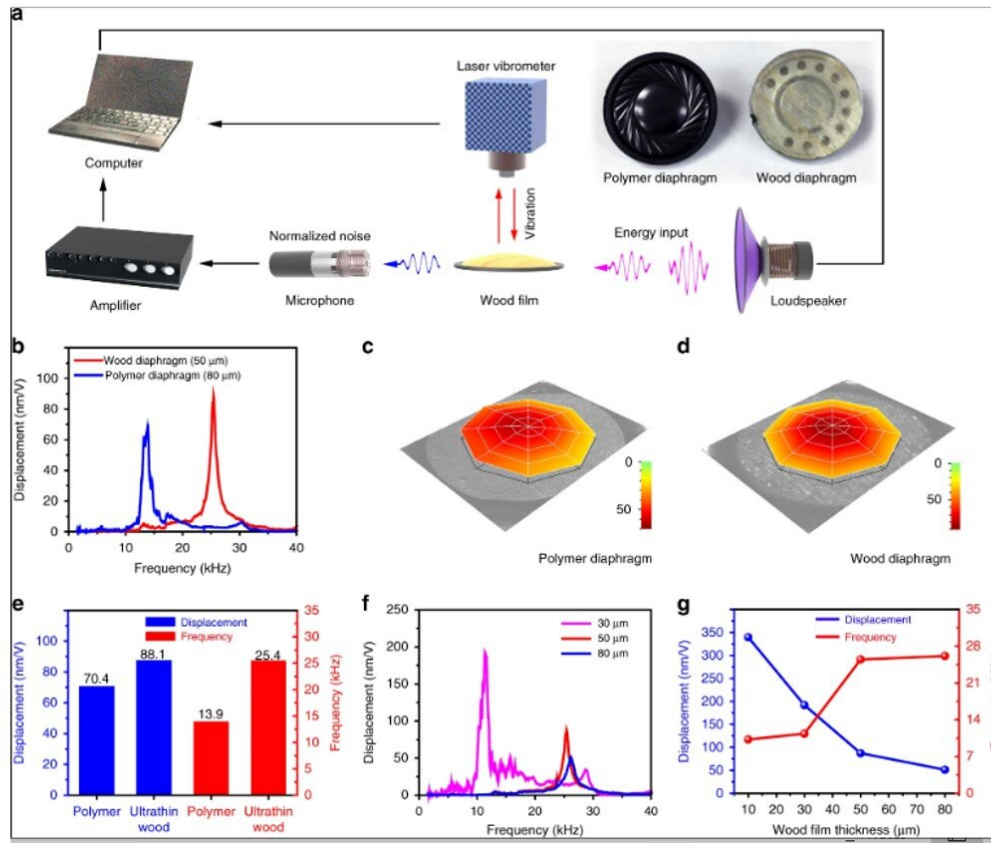 a
Laser vibrometer
Computer
Polymer diaphragm
Wood diaphragm
Vibration
Normalized noise
Energy input
Amplifier
Microphone
Wood film
Loudspeaker
b
Wood diaphragm (50 μm)
Polymer diaphragm (80 μm)
Displacement (nm/V)
100
80
60
40
20
0
0
10
20
30
40
Frequency (kHz)
c
0
50
Polymer diaphragm
d
0
50
Wood diaphragm
e
Displacement
Frequency
Displacement (nm/V)
100
80
60
40
20
0
70.4
88.1
13.9
25.4
35
30
25
20
15
10
5
0
Frequency (kHz)
Polymer
Ultrathin
wood
Polymer
Ultrathin
wood
f
30 μm
50 μm
80 μm
Displacement (nm/V)
250
200
150
100
50
0
0
10
20
30
40
Frequency (kHz)
g
Displacement
Frequency
Displacement (nm/V)
350
300
250
200
150
100
50
0
35
28
21
14
7
0
10
20
30
40
50
60
70
80
Wood film thickness (μm)